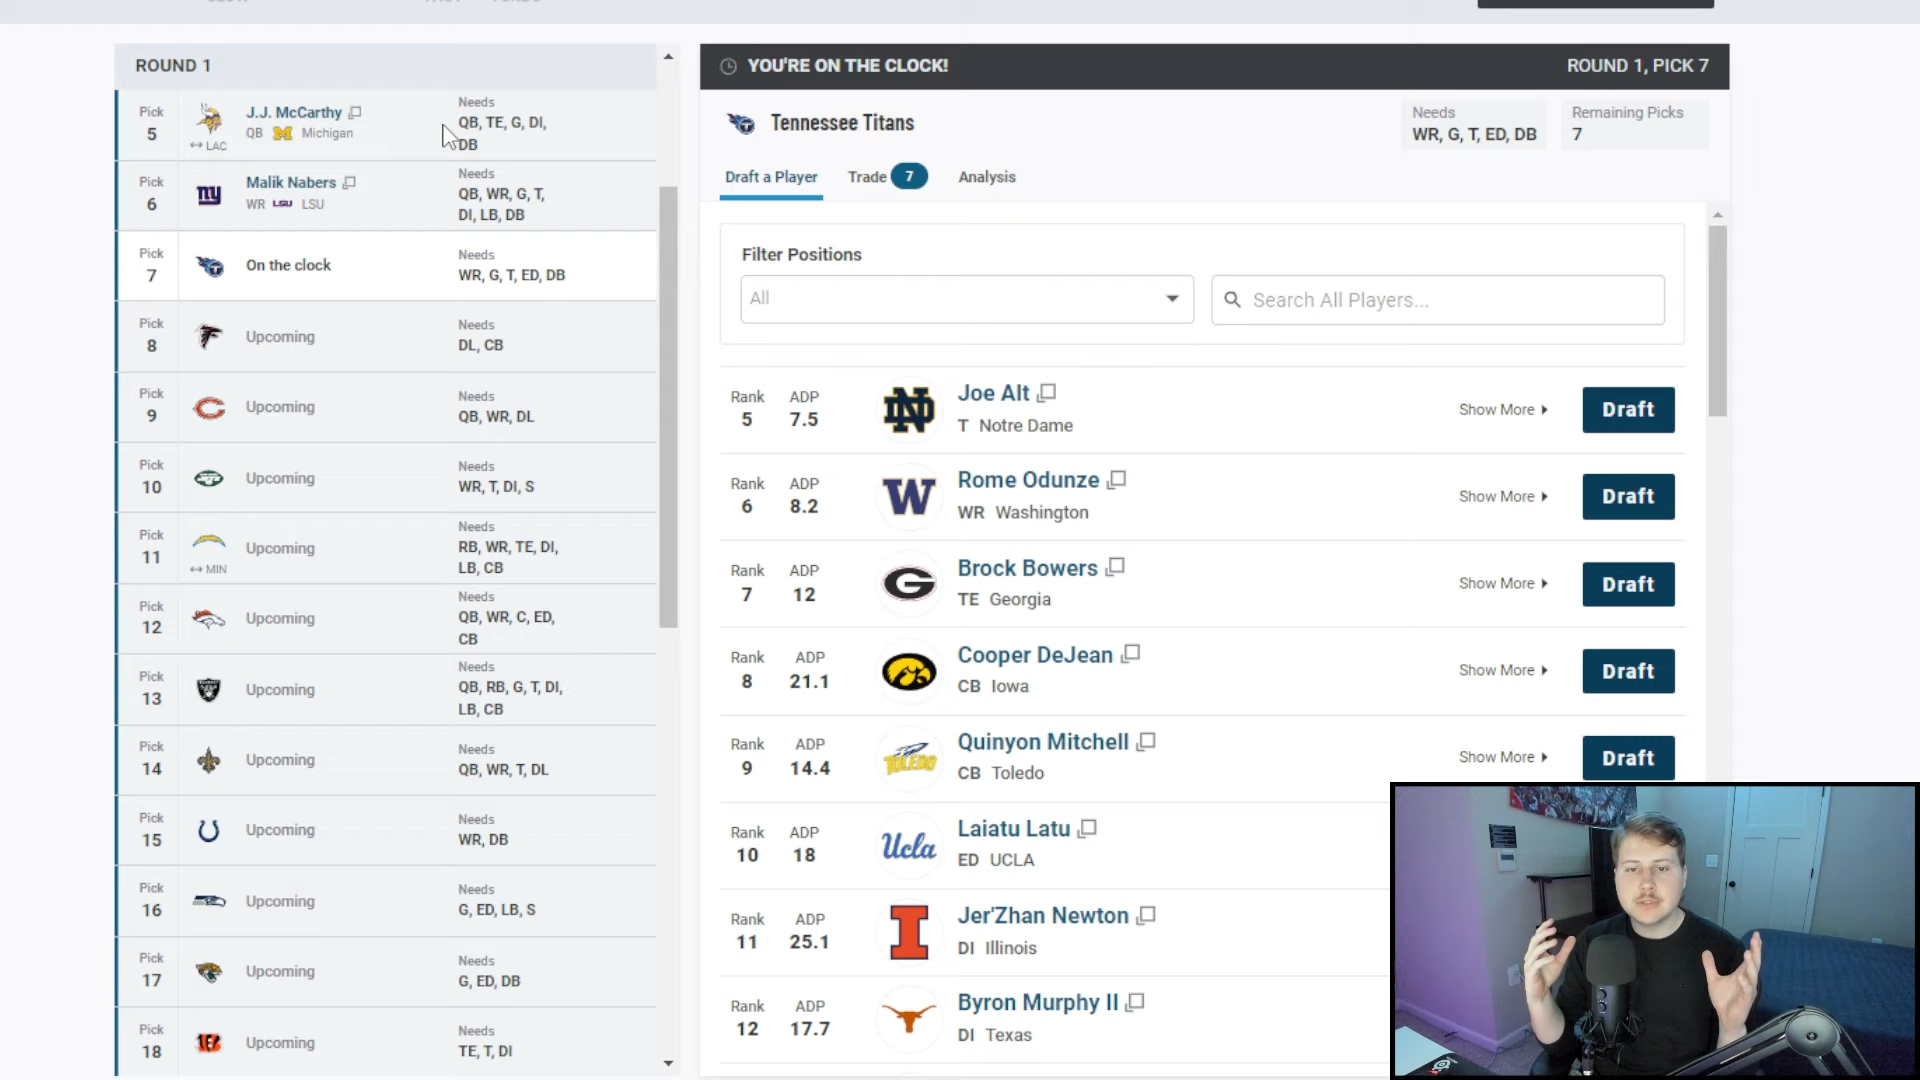 ROUND 1
Pick
5
LAC
J.J. McCarthy
QB Michigan
Needs
QB, TE, G, DI,
DB
Pick
6
Malik Nabers
WR LSU LSU
Needs
QB, WR, G, T,
DI, LB, DB
Pick
7
On the clock
Needs
WR, G, T, ED, DB
Pick
8
Upcoming
Needs
DL, CB
Pick
9
Upcoming
Needs
QB, WR, DL
Pick
10
Upcoming
Needs
WR, T, DI, S
Pick
11
MIN
Upcoming
Needs
RB, WR, TE, DI,
LB, CB
Pick
12
Upcoming
Needs
QB, WR, C, ED,
CB
Pick
13
Upcoming
Needs
QB, RB, G, T, DI,
LB, CB
Pick
14
Upcoming
Needs
QB, WR, T, DL
Pick
15
Upcoming
Needs
WR, DB
Pick
16
Upcoming
Needs
G, ED, LB, S
Pick
17
Upcoming
Needs
G, ED, DB
Pick
18
Upcoming
Needs
TE, T, DI
YOU'RE ON THE CLOCK!
ROUND 1, PICK 7
Tennessee Titans
Needs
WR, G, T, ED, DB
Remaining Picks
7
Draft a Player
Trade 7
Analysis
Filter Positions
All
Search All Players...
Rank
5
ADP
7.5
Joe Alt
T Notre Dame
Show More
Draft
Rank
6
ADP
8.2
W
Rome Odunze
WR Washington
Show More
Draft
Rank
7
ADP
12
G
Brock Bowers
TE Georgia
Show More
Draft
Rank
8
ADP
21.1
Cooper DeJean
CB Iowa
Show More
Draft
Rank
9
ADP
14.4
TOLEDO
Quinyon Mitchell
CB Toledo
Show More
Draft
Rank
10
ADP
18
Ucla
Laiatu Latu
ED UCLA
Rank
11
ADP
25.1
I
Jer'Zhan Newton
DI Illinois
Rank
12
ADP
17.7
Byron Murphy II
DI Texas